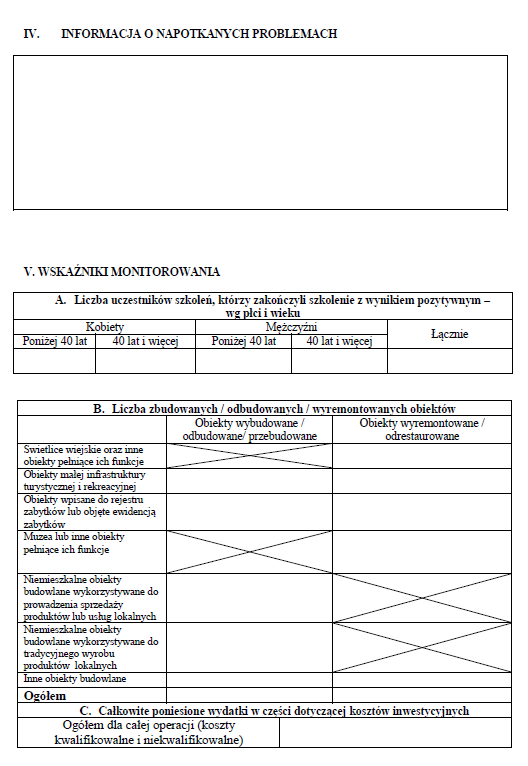 IV. INFORMACJA O NAPOTKANYCH PROBLEMACH
V. WSKAŹNIKI MONITOROWANIA
A. Liczba uczestników szkoleń, którzy zakończyli szkolenie z wynikiem pozytywnym –
wg płci i wieku
Kobiety
Mężczyźni
Łącznie
Poniżej 40 lat
40 lat i więcej
Poniżej 40 lat
40 lat i więcej
B. Liczba zbudowanych / odbudowanych / wyremontowanych obiektów
Obiekty wybudowane /
odbudowane/ przebudowane
Obiekty wyremontowane /
odrestaurowane
Świetlice wiejskie oraz inne
obiekty pełniące ich funkcje
Obiekty małej infrastruktury
turystycznej i rekreacyjnej
Obiekty wpisane do rejestru
zabytków lub objęte ewidencją
zabytków
Muzea lub inne obiekty
pełniące ich funkcje
Niemieszkalne obiekty
budowlane wykorzystywane do
prowadzenia sprzedaży
produktów lub usług lokalnych
Niemieszkalne obiekty
budowlane wykorzystywane do
tradycyjnego wyrobu
produktów lokalnych
Inne obiekty budowlane
Ogółem
C. Całkowite poniesione wydatki w części dotyczącej kosztów inwestycyjnych
Ogółem dla całej operacji (koszty
kwalifikowalne i niekwalifikowalne)